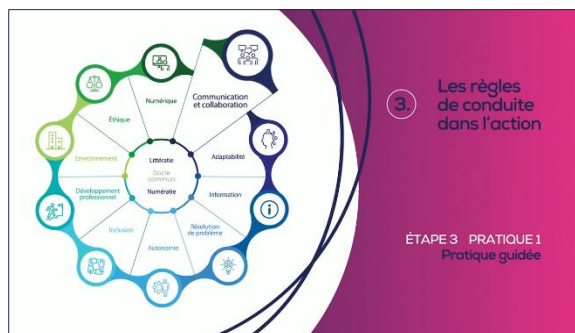 Numérique
Communication
et collaboration
Éthique
Adaptabilité
Environnement
Littératie
Socle
commun
Numératie
Développement
professionnel
Information
Inclusion
Résolution
de problème
Autonomie
3.
Les règles
de conduite
dans l'action
ÉTAPE 3 PRATIQUE 1
Pratique guidée